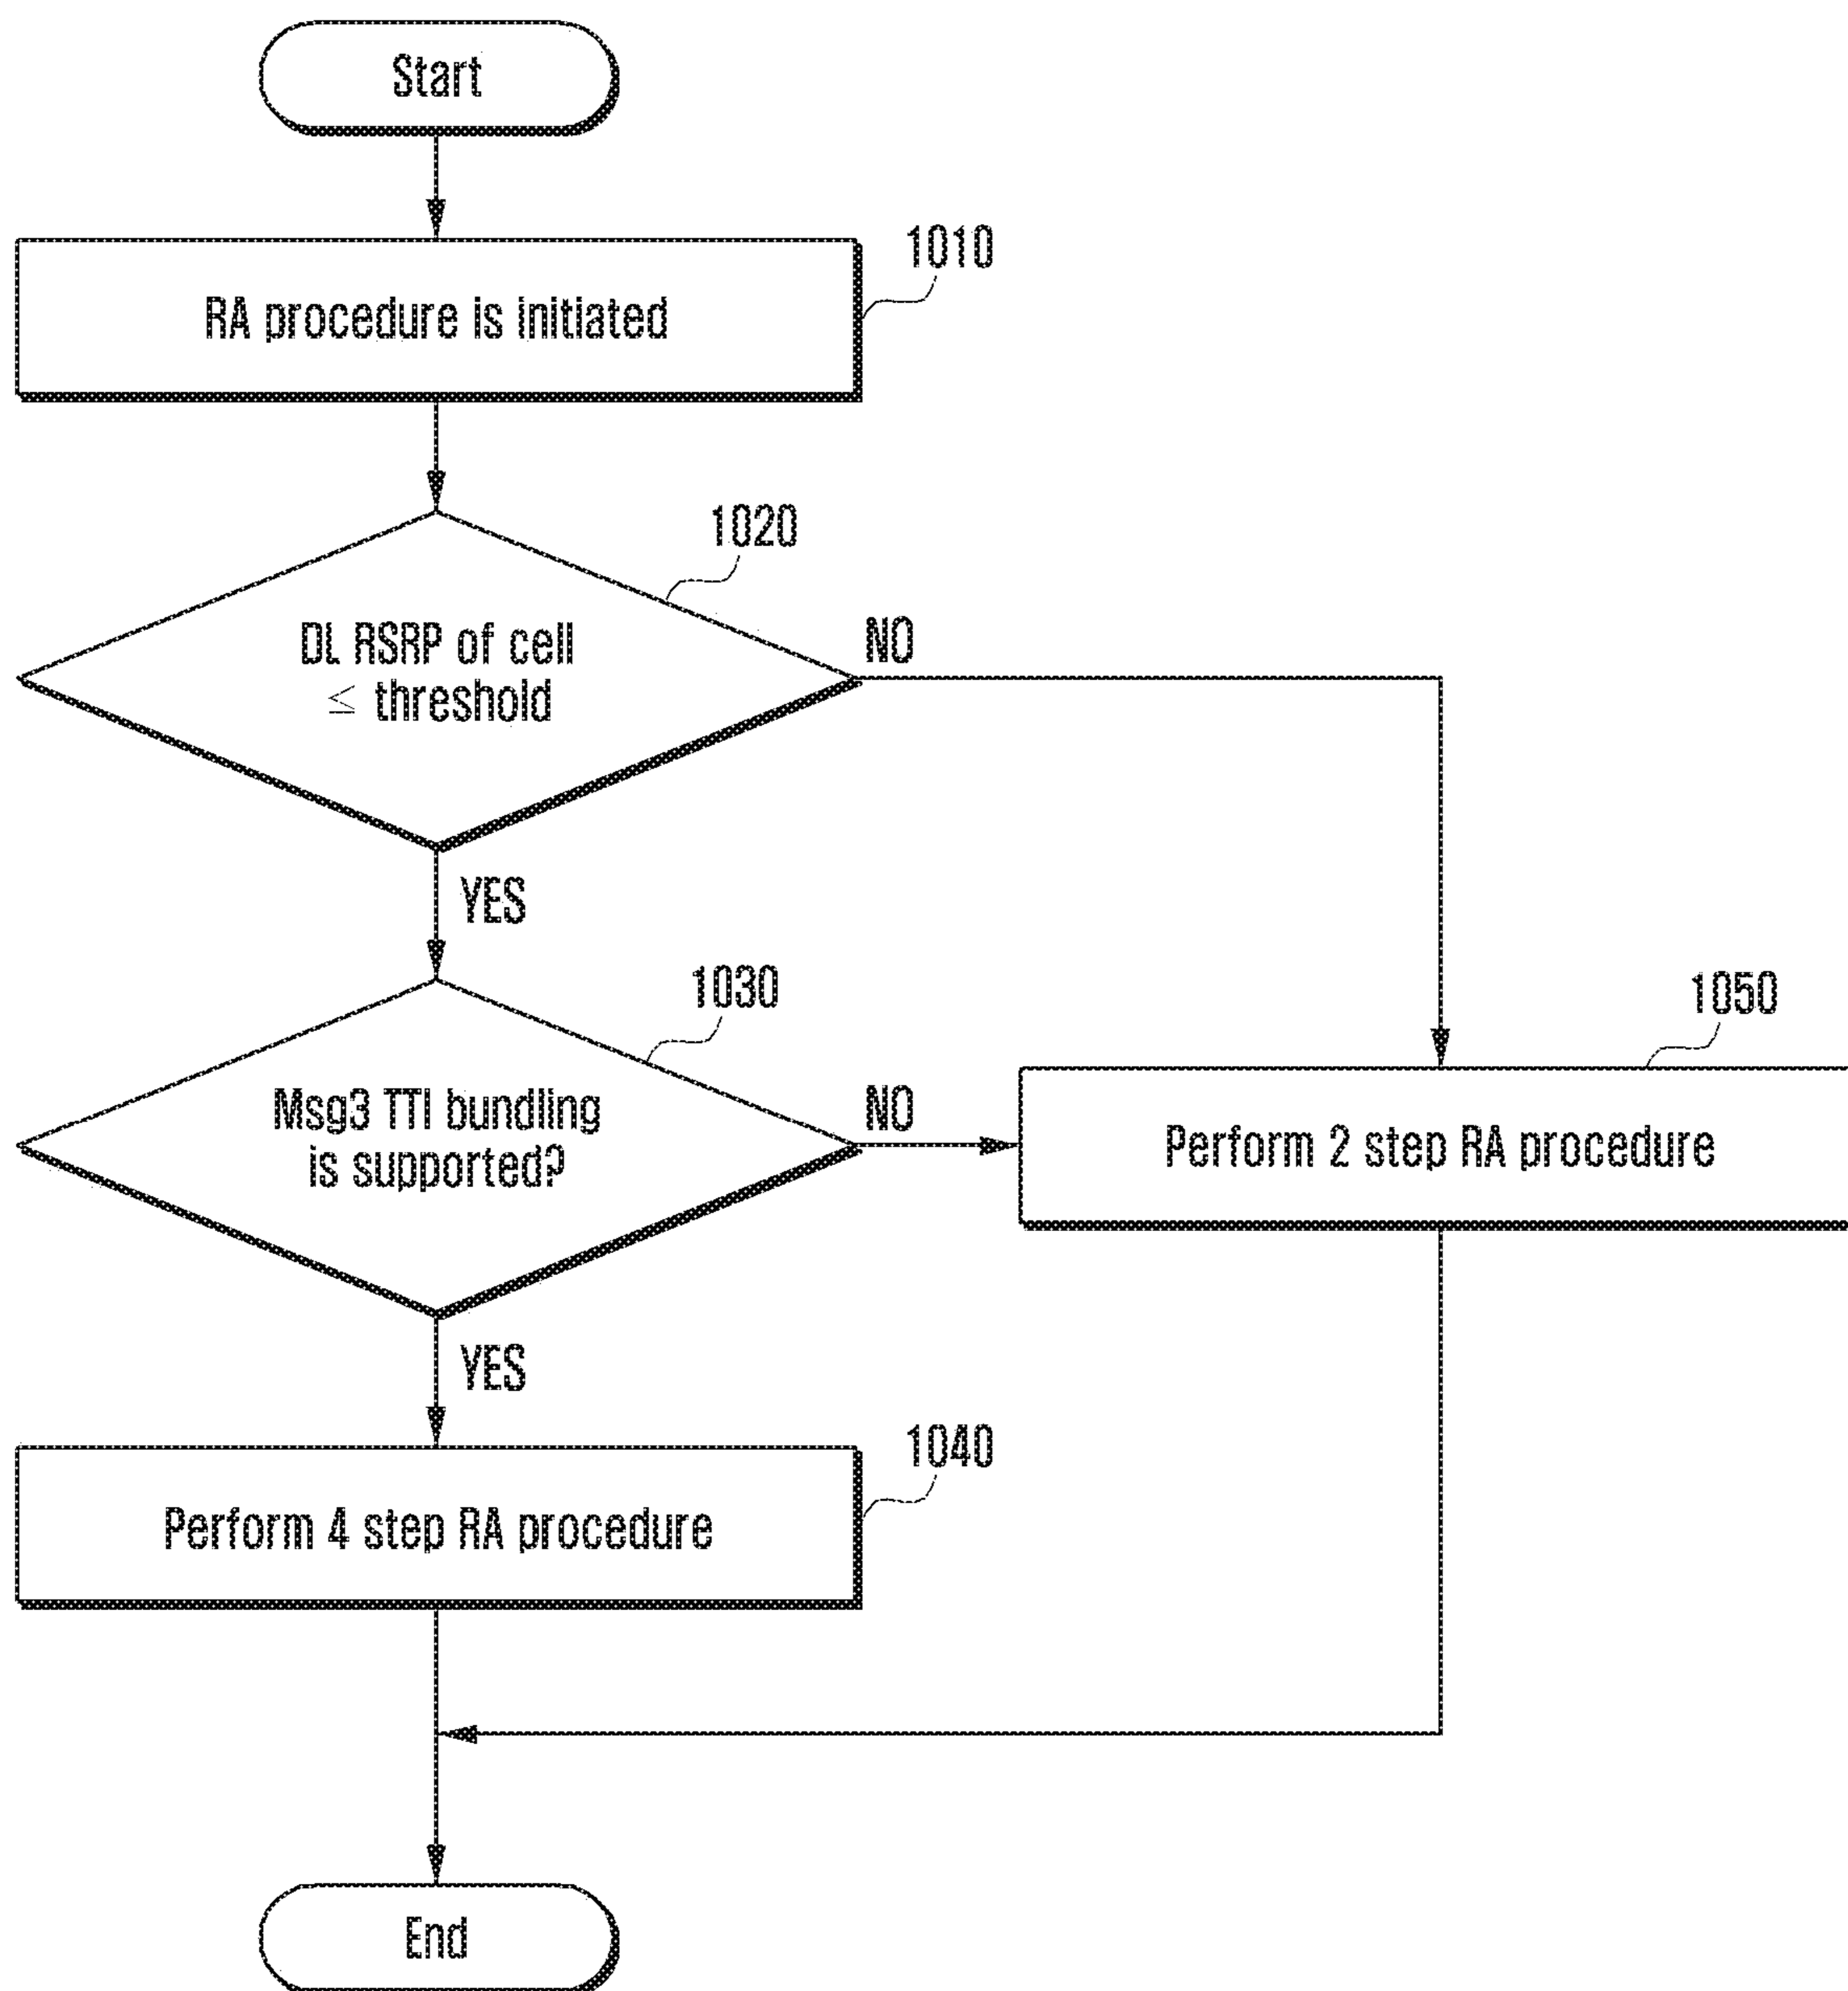 Start
1010
RA procedure is initiated
1020
DL RSRP of cell
≤ threshold
NO
YES
1030
Msg3 TTI bundling
is supported?
NO
1050
Perform 2 step RA procedure
YES
1040
Perform 4 step RA procedure
End